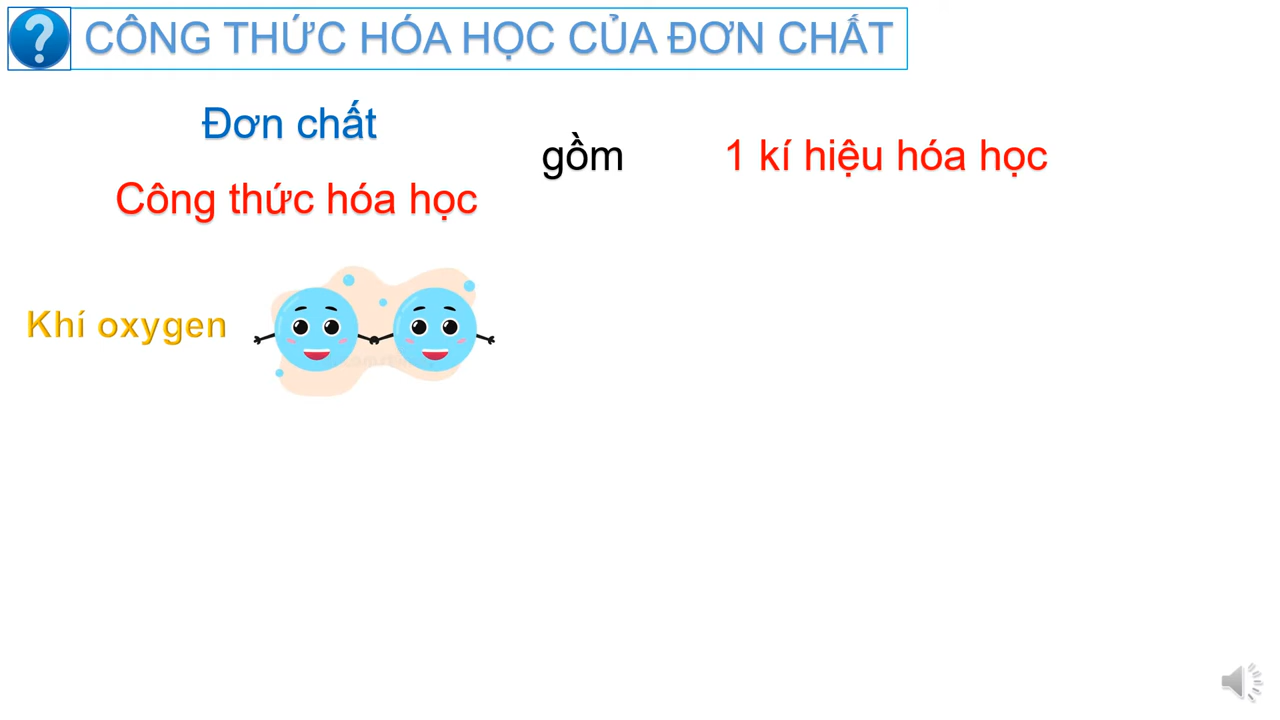 ?
CÔNG THỨC HÓA HỌC CỦA ĐƠN CHẤT
Đơn chất
gồm
1 kí hiệu hóa học
Công thức hóa học
Khí oxygen